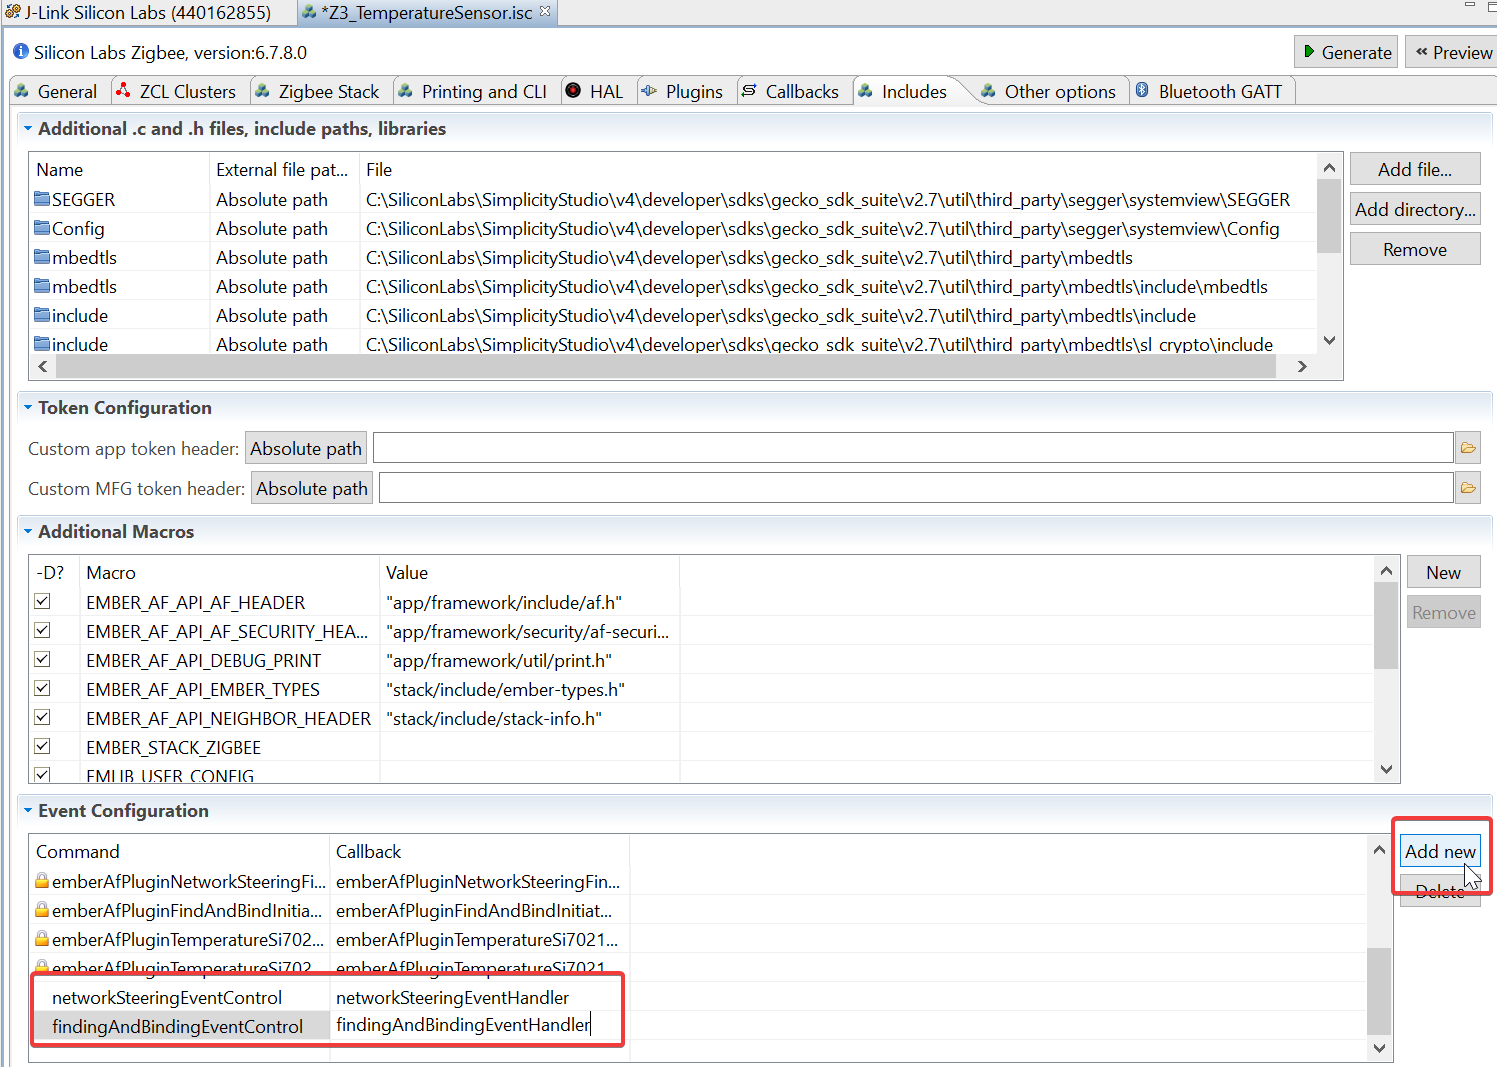 J-Link Silicon Labs (440162855) *Z3_TemperatureSensor.isc
Silicon Labs Zigbee, version:6.7.8.0 Generate Preview
General ZCL Clusters Zigbee Stack Printing and CLI HAL Plugins Callbacks Includes Other options Bluetooth GATT
Additional .c and .h files, include paths, libraries
Name External file pat... File Add file...
SEGGER Absolute path C:\SiliconLabs\SimplicityStudio\v4\developer\sdks\gecko_sdk_suite\v2.7\util\third_party\segger\systemview\SEGGER Add directory...
Config Absolute path C:\SiliconLabs\SimplicityStudio\v4\developer\sdks\gecko_sdk_suite\v2.7\util\third_party\segger\systemview\Config
mbedtls Absolute path C:\SiliconLabs\SimplicityStudio\v4\developer\sdks\gecko_sdk_suite\v2.7\util\third_party\mbedtls Remove
mbedtls Absolute path C:\SiliconLabs\SimplicityStudio\v4\developer\sdks\gecko_sdk_suite\v2.7\util\third_party\mbedtls\include\mbedtls
include Absolute path C:\SiliconLabs\SimplicityStudio\v4\developer\sdks\gecko_sdk_suite\v2.7\util\third_party\mbedtls\include
include Absolute path C:\SiliconLabs\SimplicityStudio\v4\developer\sdks\gecko_sdk_suite\v2.7\util\third_party\mbedtls\sl_crypto\include
Token Configuration
Custom app token header: Absolute path
Custom MFG token header: Absolute path
Additional Macros
-D? Macro Value New
EMBER_AF_API_AF_HEADER "app/framework/include/af.h" Remove
EMBER_AF_API_AF_SECURITY_HEA... "app/framework/security/af-securi...
EMBER_AF_API_DEBUG_PRINT "app/framework/util/print.h"
EMBER_AF_API_EMBER_TYPES "stack/include/ember-types.h"
EMBER_AF_API_NEIGHBOR_HEADER "stack/include/stack-info.h"
EMBER_STACK_ZIGBEE
EMLIB_USER_CONFIG
Event Configuration
Command Callback Add new
emberAfPluginNetworkSteeringFi... emberAfPluginNetworkSteeringFin... Delete
emberAfPluginFindAndBindInitia... emberAfPluginFindAndBindInitiat...
emberAfPluginTemperatureSi702... emberAfPluginTemperatureSi7021...
emberAfPluginTemperatureSi702... emberAfPluginTemperatureSi7021...
networkSteeringEventControl networkSteeringEventHandler
findingAndBindingEventControl findingAndBindingEventHandler